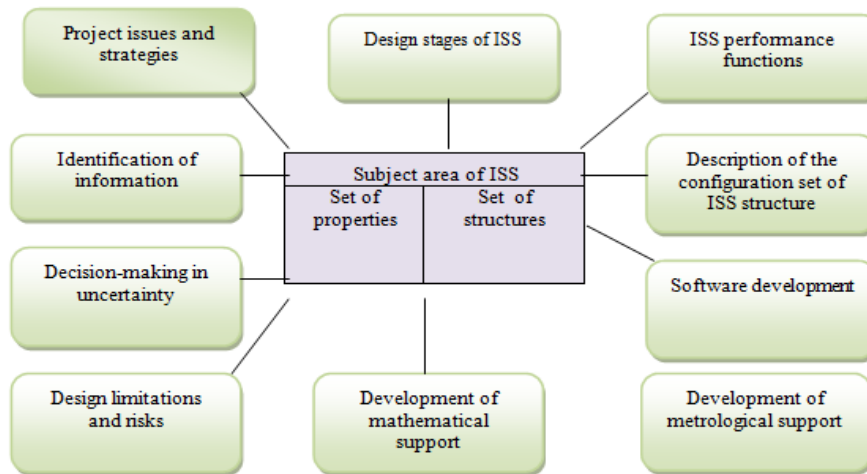 Project issues and
strategies
Design stages of ISS
ISS performance
functions
Identification of
information
Subject area of ISS
Set of
properties
Set of
structures
Description of the
configuration set of
ISS structure
Decision-making in
uncertainty
Software development
Design limitations
and risks
Development of
mathematical
support
Development of
metrological support